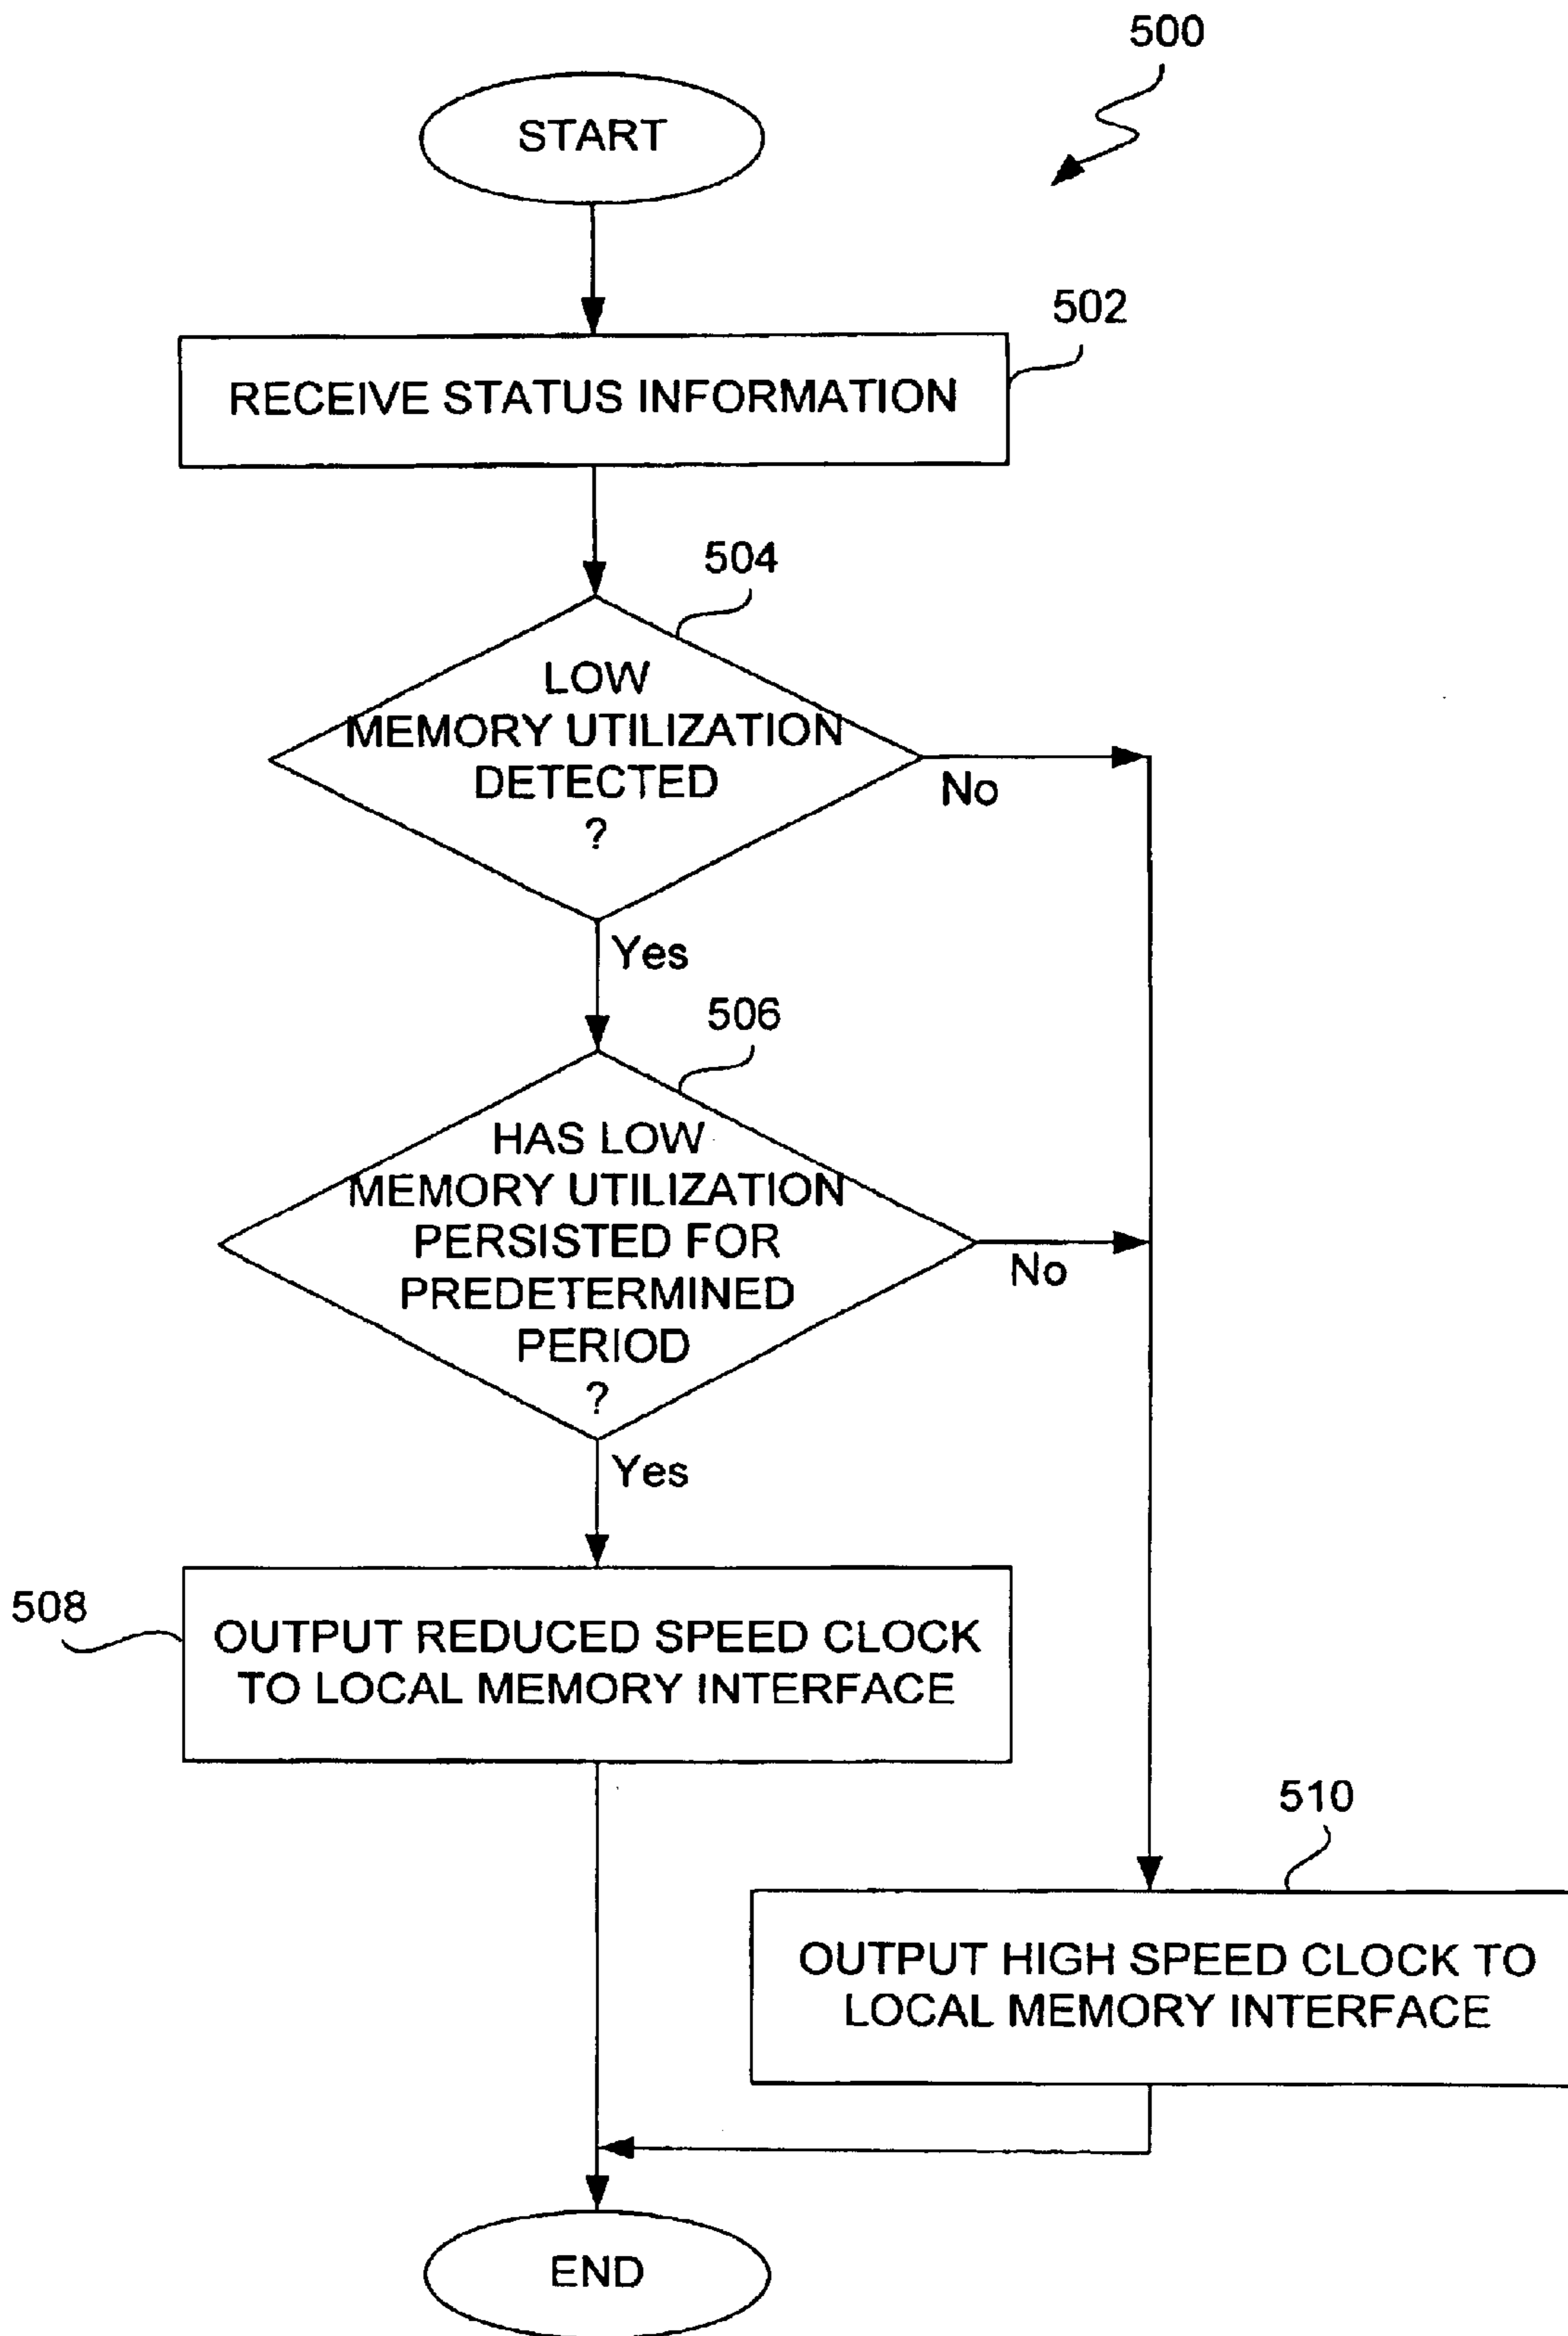 500
START
502
RECEIVE STATUS INFORMATION
504
LOW
MEMORY UTILIZATION
DETECTED
?
No
Yes
506
HAS LOW
MEMORY UTILIZATION
PERSISTED FOR
PREDETERMINED
PERIOD
?
No
Yes
508
OUTPUT REDUCED SPEED CLOCK
TO LOCAL MEMORY INTERFACE
510
OUTPUT HIGH SPEED CLOCK TO
LOCAL MEMORY INTERFACE
END